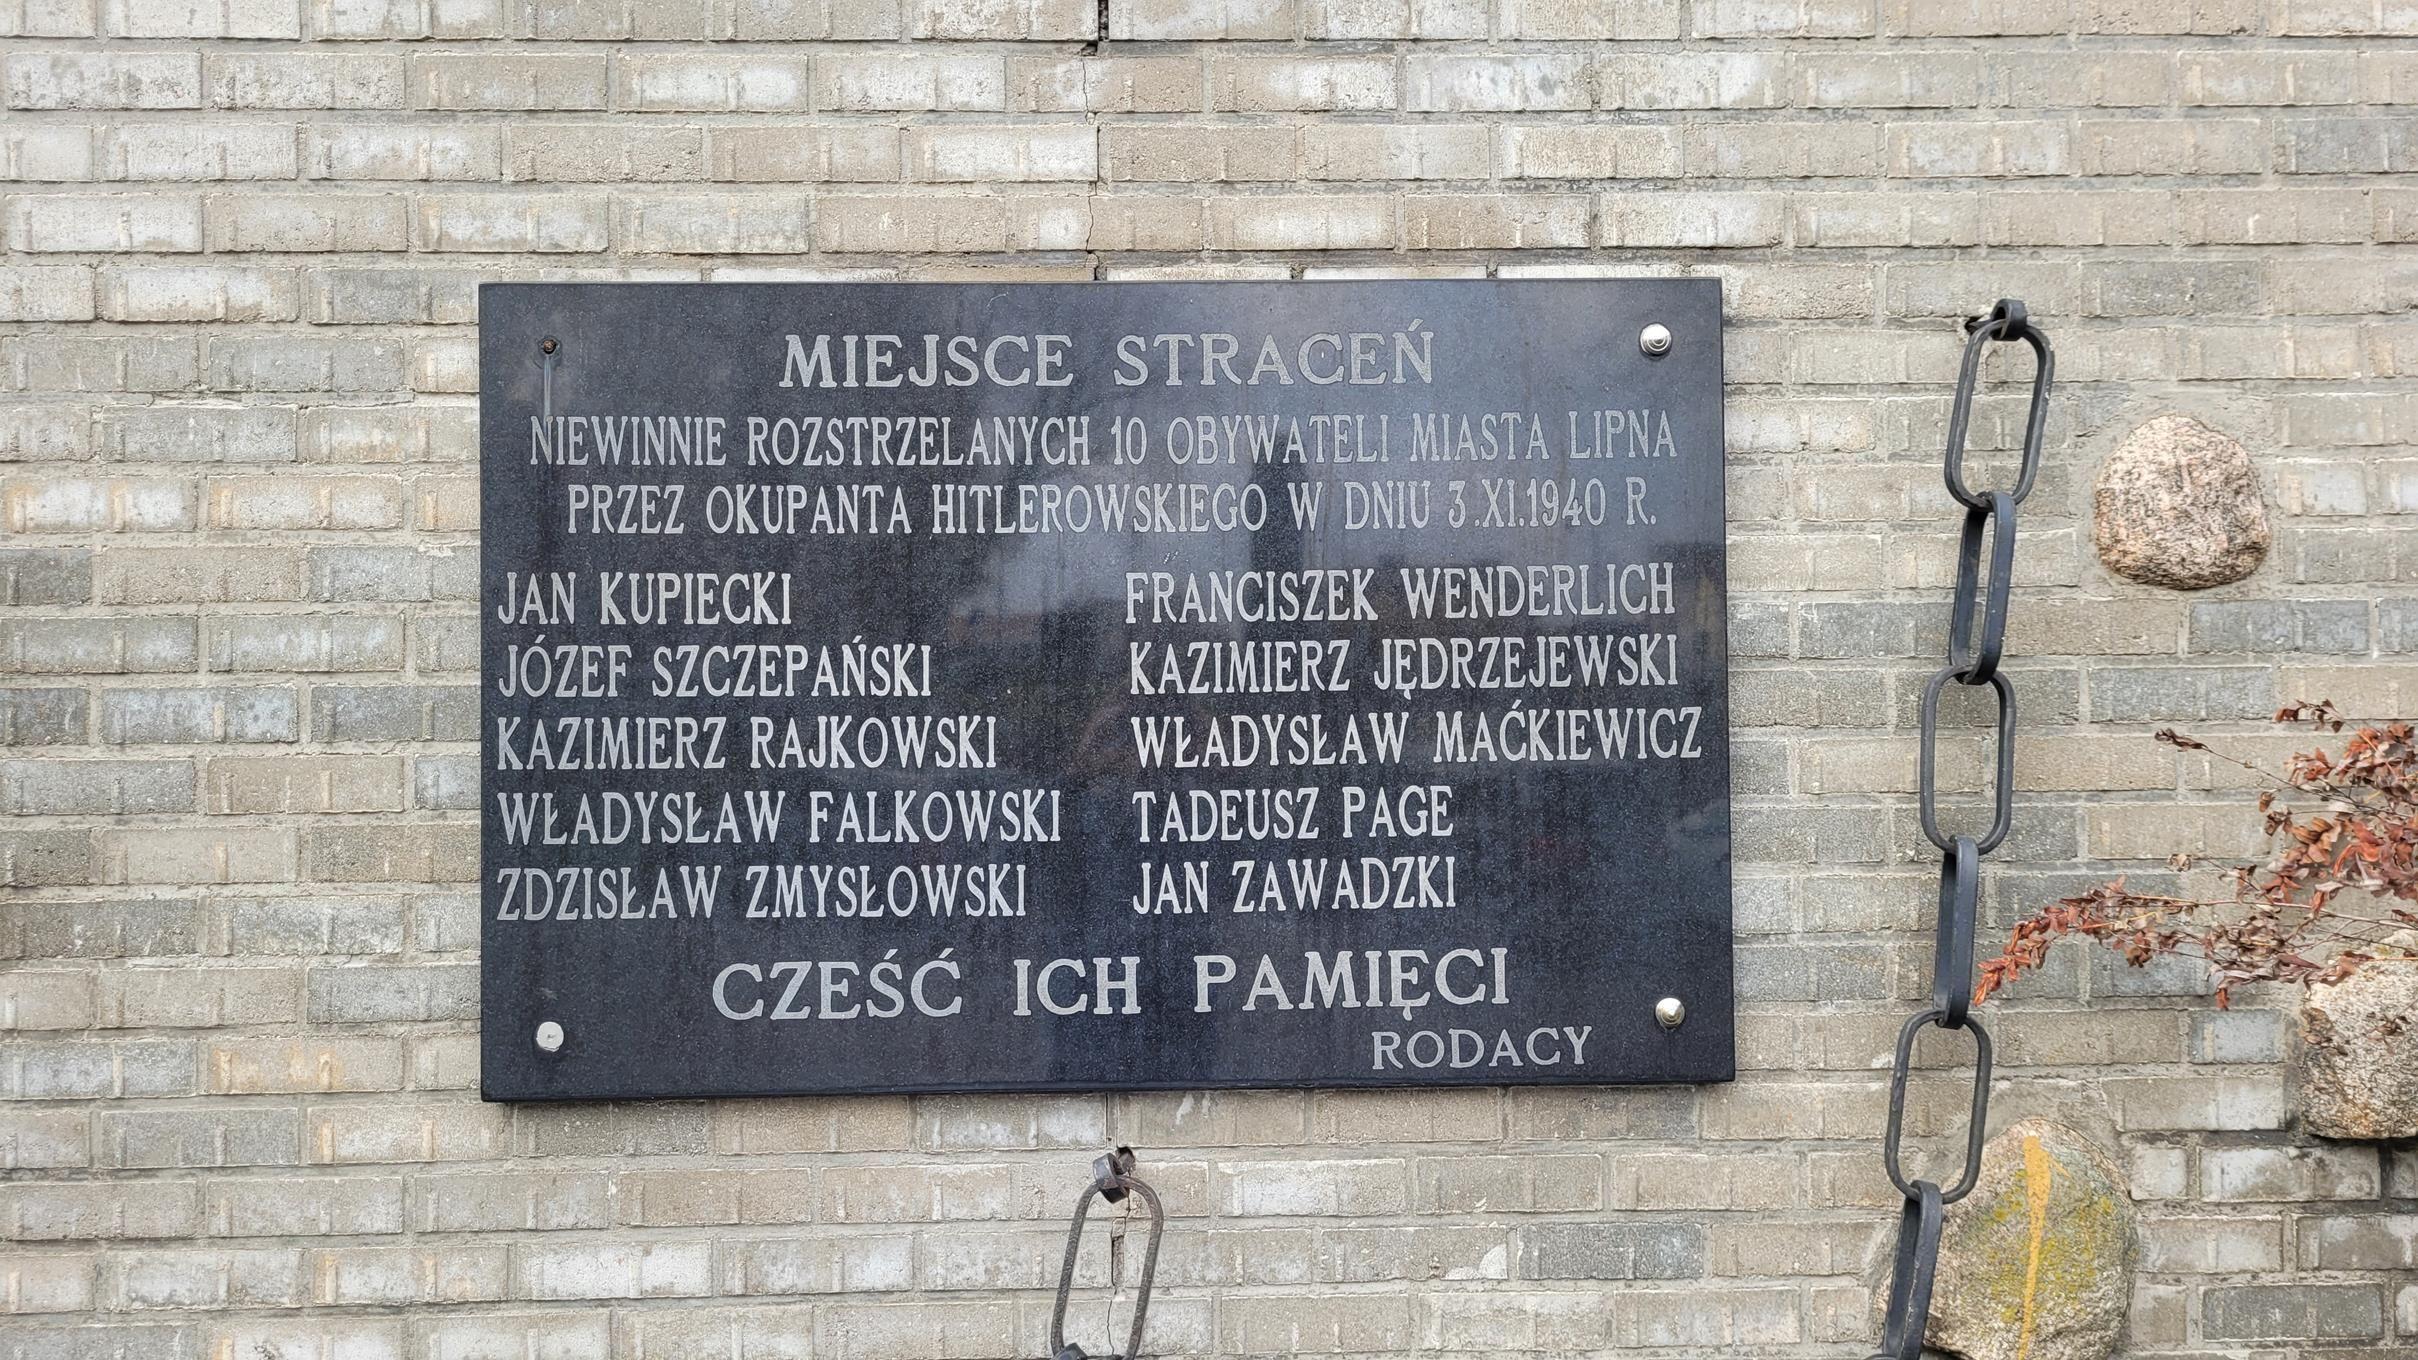 MIEJSCE STRACEŃ
NIEWINNIE ROZSTRZELANYCH 10 OBYWATELI MIASTA LIPNA
PRZEZ OKUPANTA HITLEROWSKIEGO W DNIU 3.XI.1940 R.
JAN KUPIECKI
JÓZEF SZCZEPAŃSKI
KAZIMIERZ RAJKOWSKI
WŁADYSŁAW FALKOWSKI
ZDZISŁAW ZMYSŁOWSKI
FRANCISZEK WENDERLICH
KAZIMIERZ JĘDRZEJEWSKI
WŁADYSŁAW MAĆKIEWICZ
TADEUSZ PAGE
JAN ZAWADZKI
CZEŚĆ ICH PAMIĘCI
RODACY